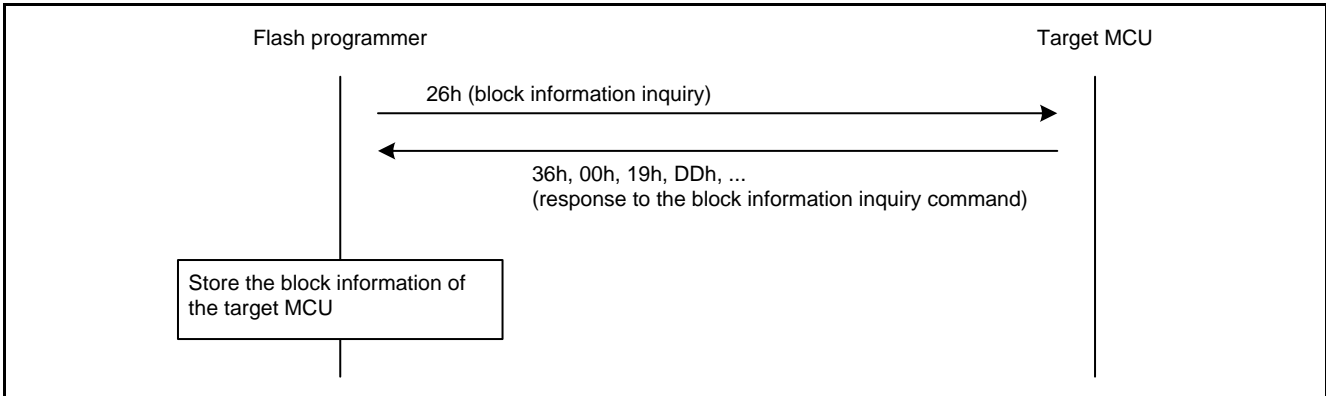 Flash programmer
Target MCU
26h (block information inquiry)
36h, 00h, 19h, DDh, ...
(response to the block information inquiry command)
Store the block information of
the target MCU